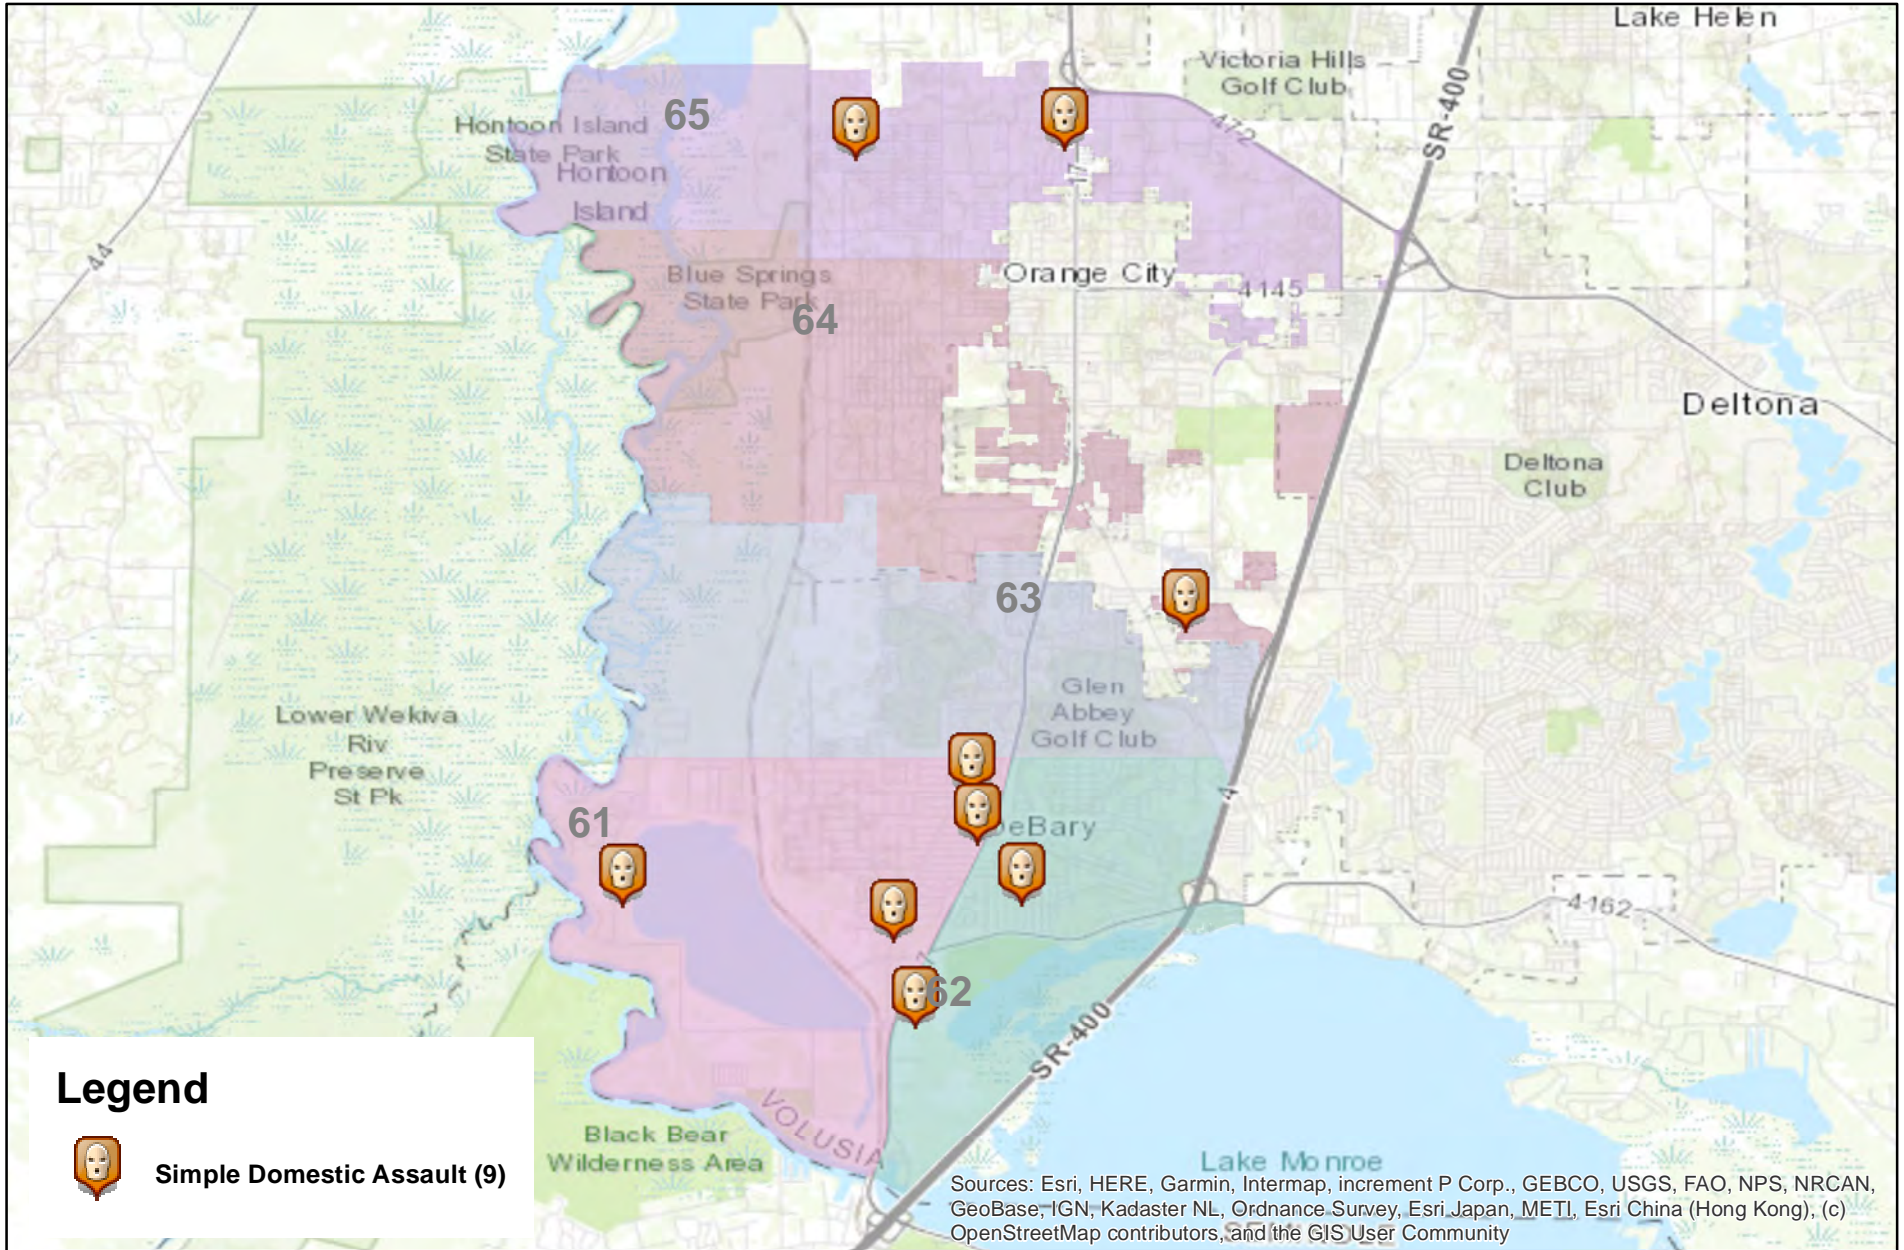 Lake Helen
Victoria Hills
Golf Club
SR-400
472
65
Hontoon Island
State Park
Hontoon
Island
17
44
Blue Springs
State Park
64
Orange City
4145
Deltona
Deltona
Club
63
Glen
Abbey
Golf Club
Lower Wekiva
Riv
Preserve
St Pk
4
61
eBary
4162
62
SR-400
VOLUSIA
Black Bear
Wilderness Area
Lake Monroe
Legend
Simple Domestic Assault (9)
Sources: Esri, HERE, Garmin, Intermap, increment P Corp., GEBCO, USGS, FAO, NPS, NRCAN,
GeoBase, IGN, Kadaster NL, Ordnance Survey, Esri Japan, METI, Esri China (Hong Kong), (c)
OpenStreetMap contributors, and the GIS User Community